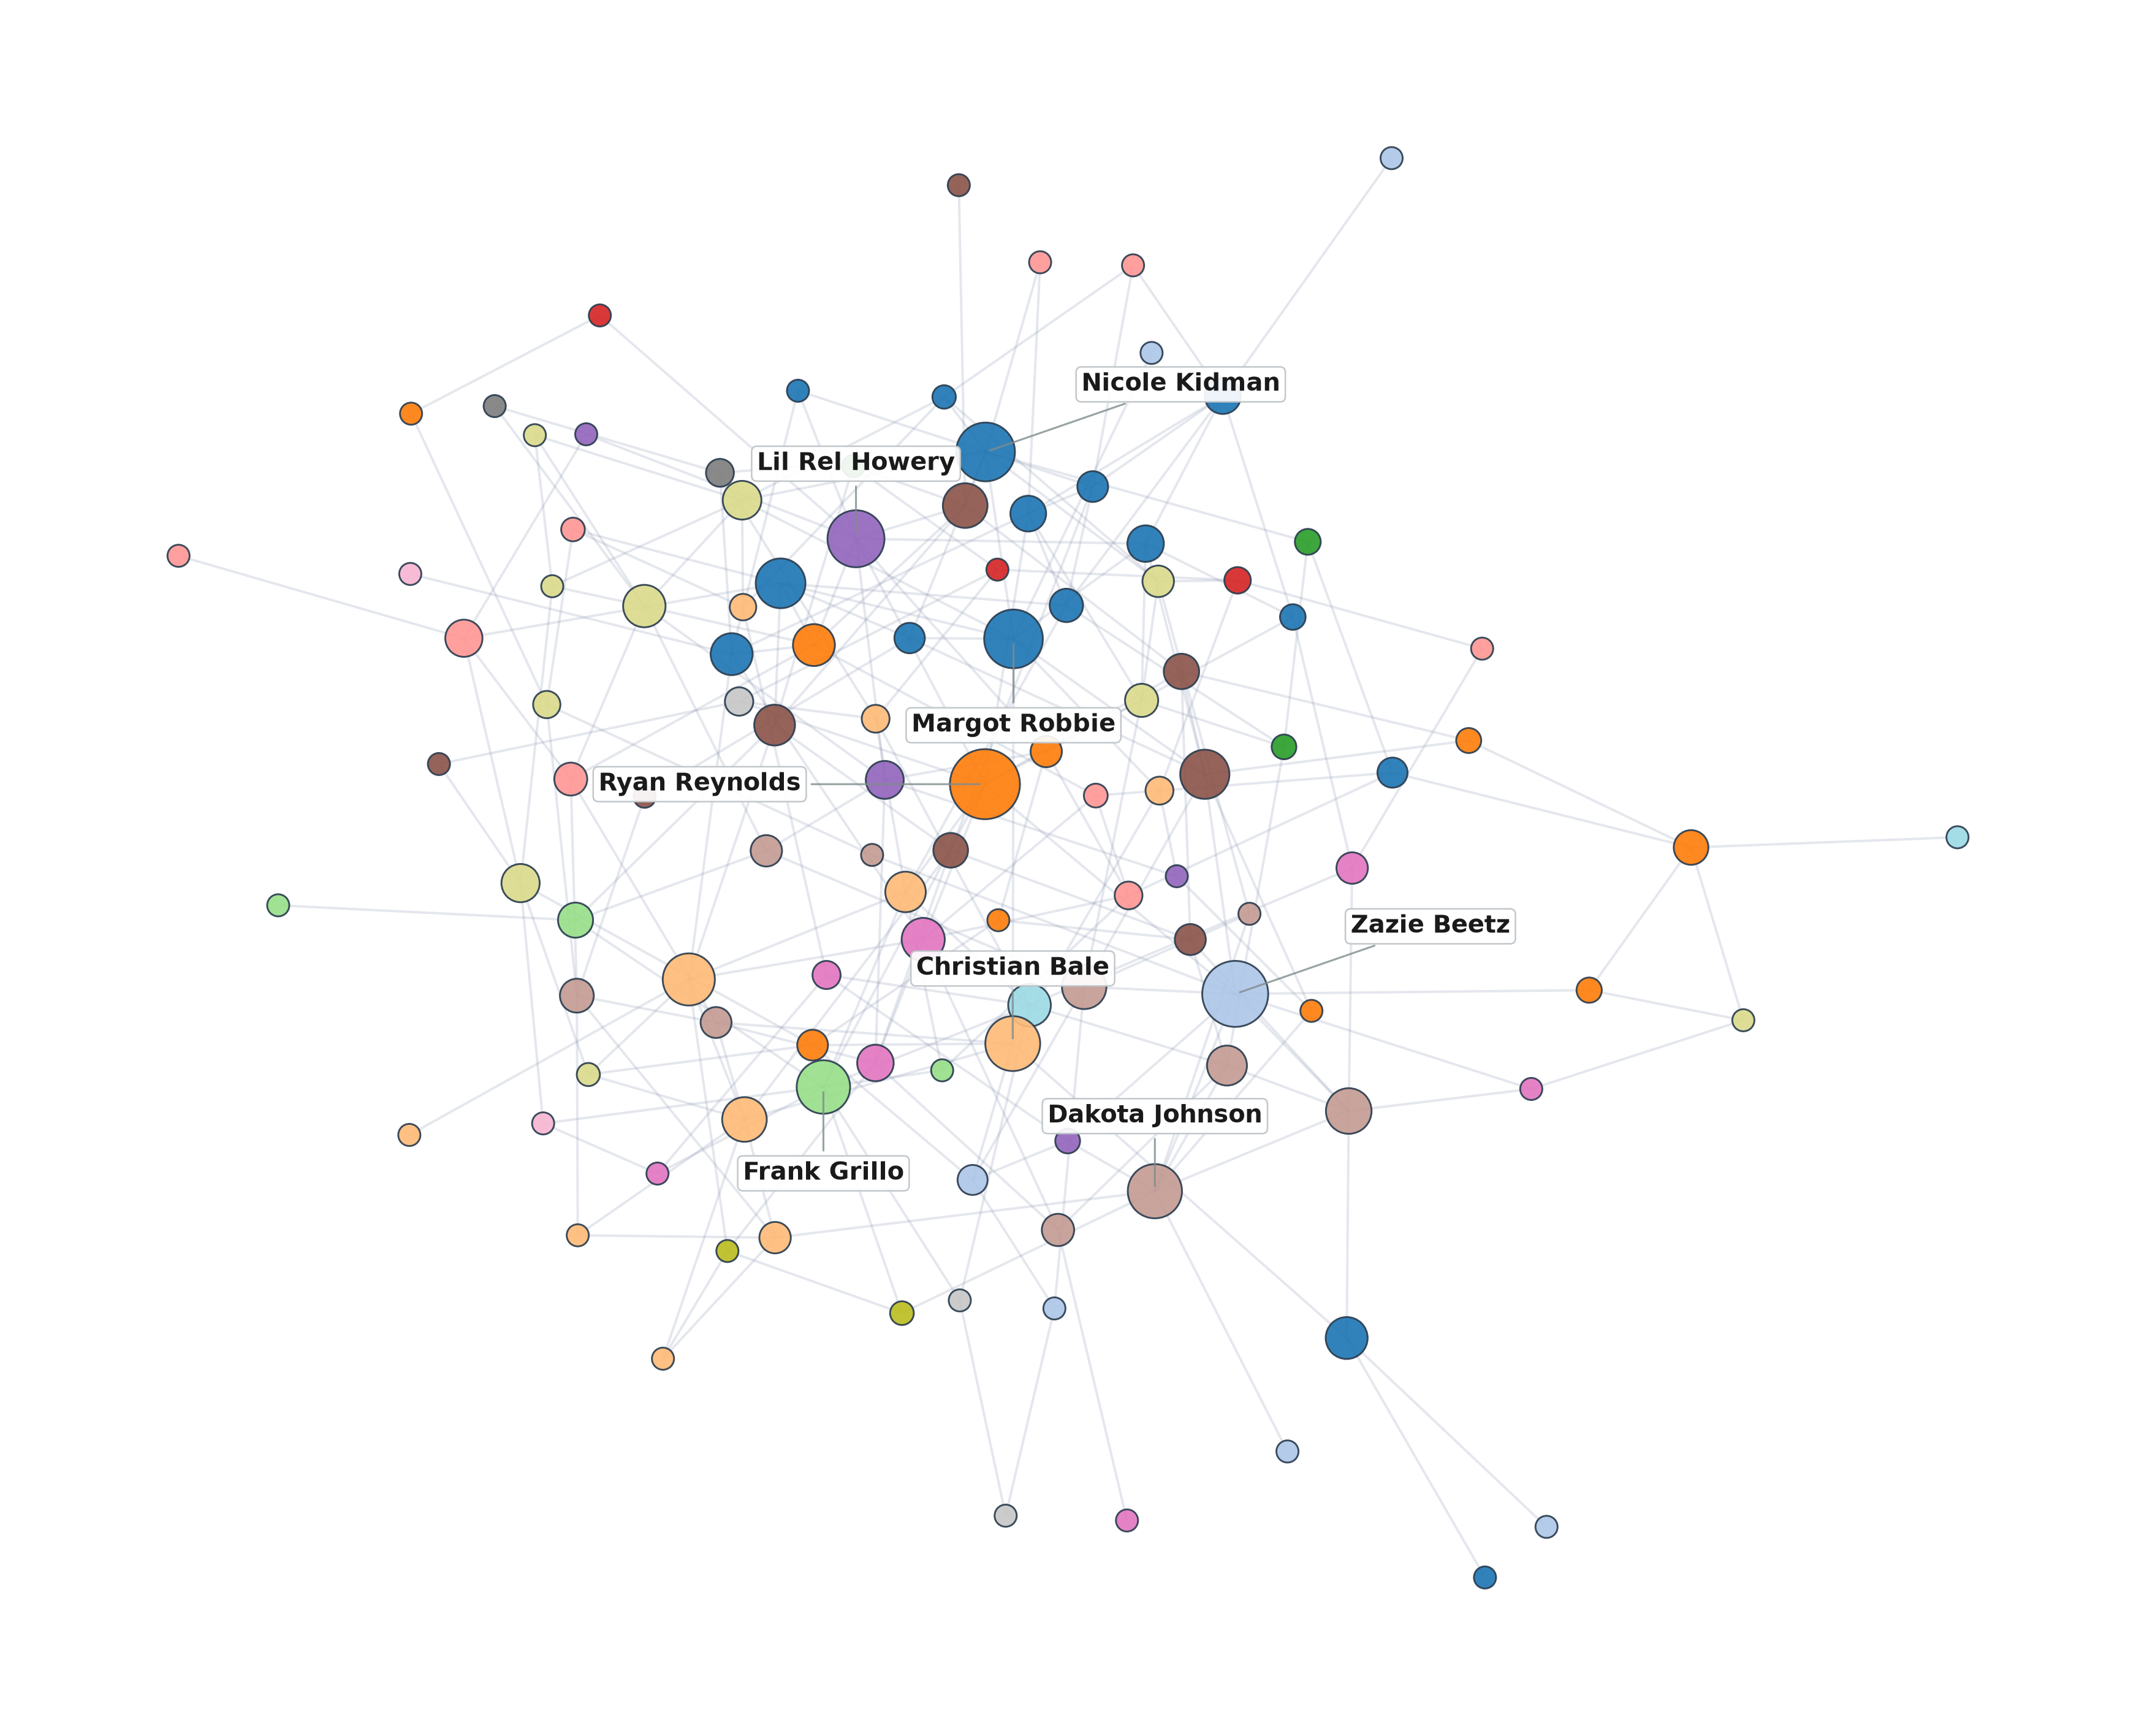 Nicole Kidman
Lil Rel Howery
Margot Robbie
Ryan Reynolds
Zazie Beetz
Christian Bale
Dakota Johnson
Frank Grillo